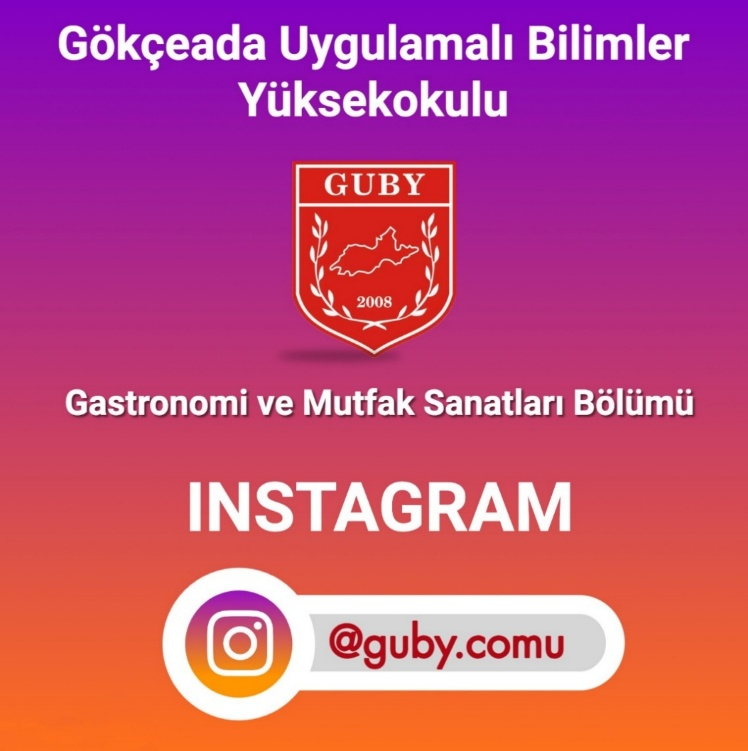 Gökçeada Uygulamalı Bilimler
Yüksekokulu
GUBY
2008
Gastronomi ve Mutfak Sanatları Bölümü
INSTAGRAM
@guby.comu